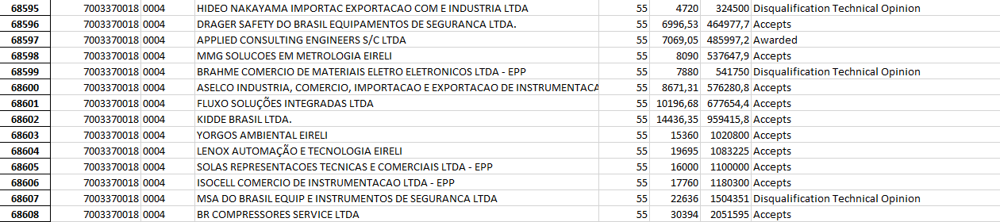 68595 7003370018 0004 HIDEO NAKAYAMA IMPORTAC EXPORTACAO COM E INDUSTRIA LTDA 55 4720 324500 Disqualification Technical Opinion
68596 7003370018 0004 DRAGER SAFETY DO BRASIL EQUIPAMENTOS DE SEGURANCA LTDA. 55 6996,53 464977,7 Accepts
68597 7003370018 0004 APPLIED CONSULTING ENGINEERS S/C LTDA 55 7069,05 485997,2 Awarded
68598 7003370018 0004 MMG SOLUCOES EM METROLOGIA EIRELI 55 8090 537647,9 Accepts
68599 7003370018 0004 BRAHME COMERCIO DE MATERIAIS ELETRO ELETRONICOS LTDA - EPP 55 7880 541750 Disqualification Technical Opinion
68600 7003370018 0004 ASELCO INDUSTRIA, COMERCIO, IMPORTACAO E EXPORTACAO DE INSTRUMENTACA 55 8671,31 576280,8 Accepts
68601 7003370018 0004 FLUXO SOLUÇÕES INTEGRADAS LTDA 55 10196,68 677654,4 Accepts
68602 7003370018 0004 KIDDE BRASIL LTDA. 55 14436,35 959415,8 Accepts
68603 7003370018 0004 YORGOS AMBIENTAL EIRELI 55 15360 1020800 Accepts
68604 7003370018 0004 LENOX AUTOMAÇÃO E TECNOLOGIA EIRELI 55 19695 1083225 Accepts
68605 7003370018 0004 SOLAS REPRESENTACOES TECNICAS E COMERCIAIS LTDA - EPP 55 16000 1100000 Accepts
68606 7003370018 0004 ISOCELL COMERCIO DE INSTRUMENTACAO LTDA - EPP 55 17760 1180300 Accepts
68607 7003370018 0004 MSA DO BRASIL EQUIP E INSTRUMENTOS DE SEGURANCA LTDA 55 22636 1504351 Disqualification Technical Opinion
68608 7003370018 0004 BR COMPRESSORES SERVICE LTDA 55 30394 2051595 Accepts